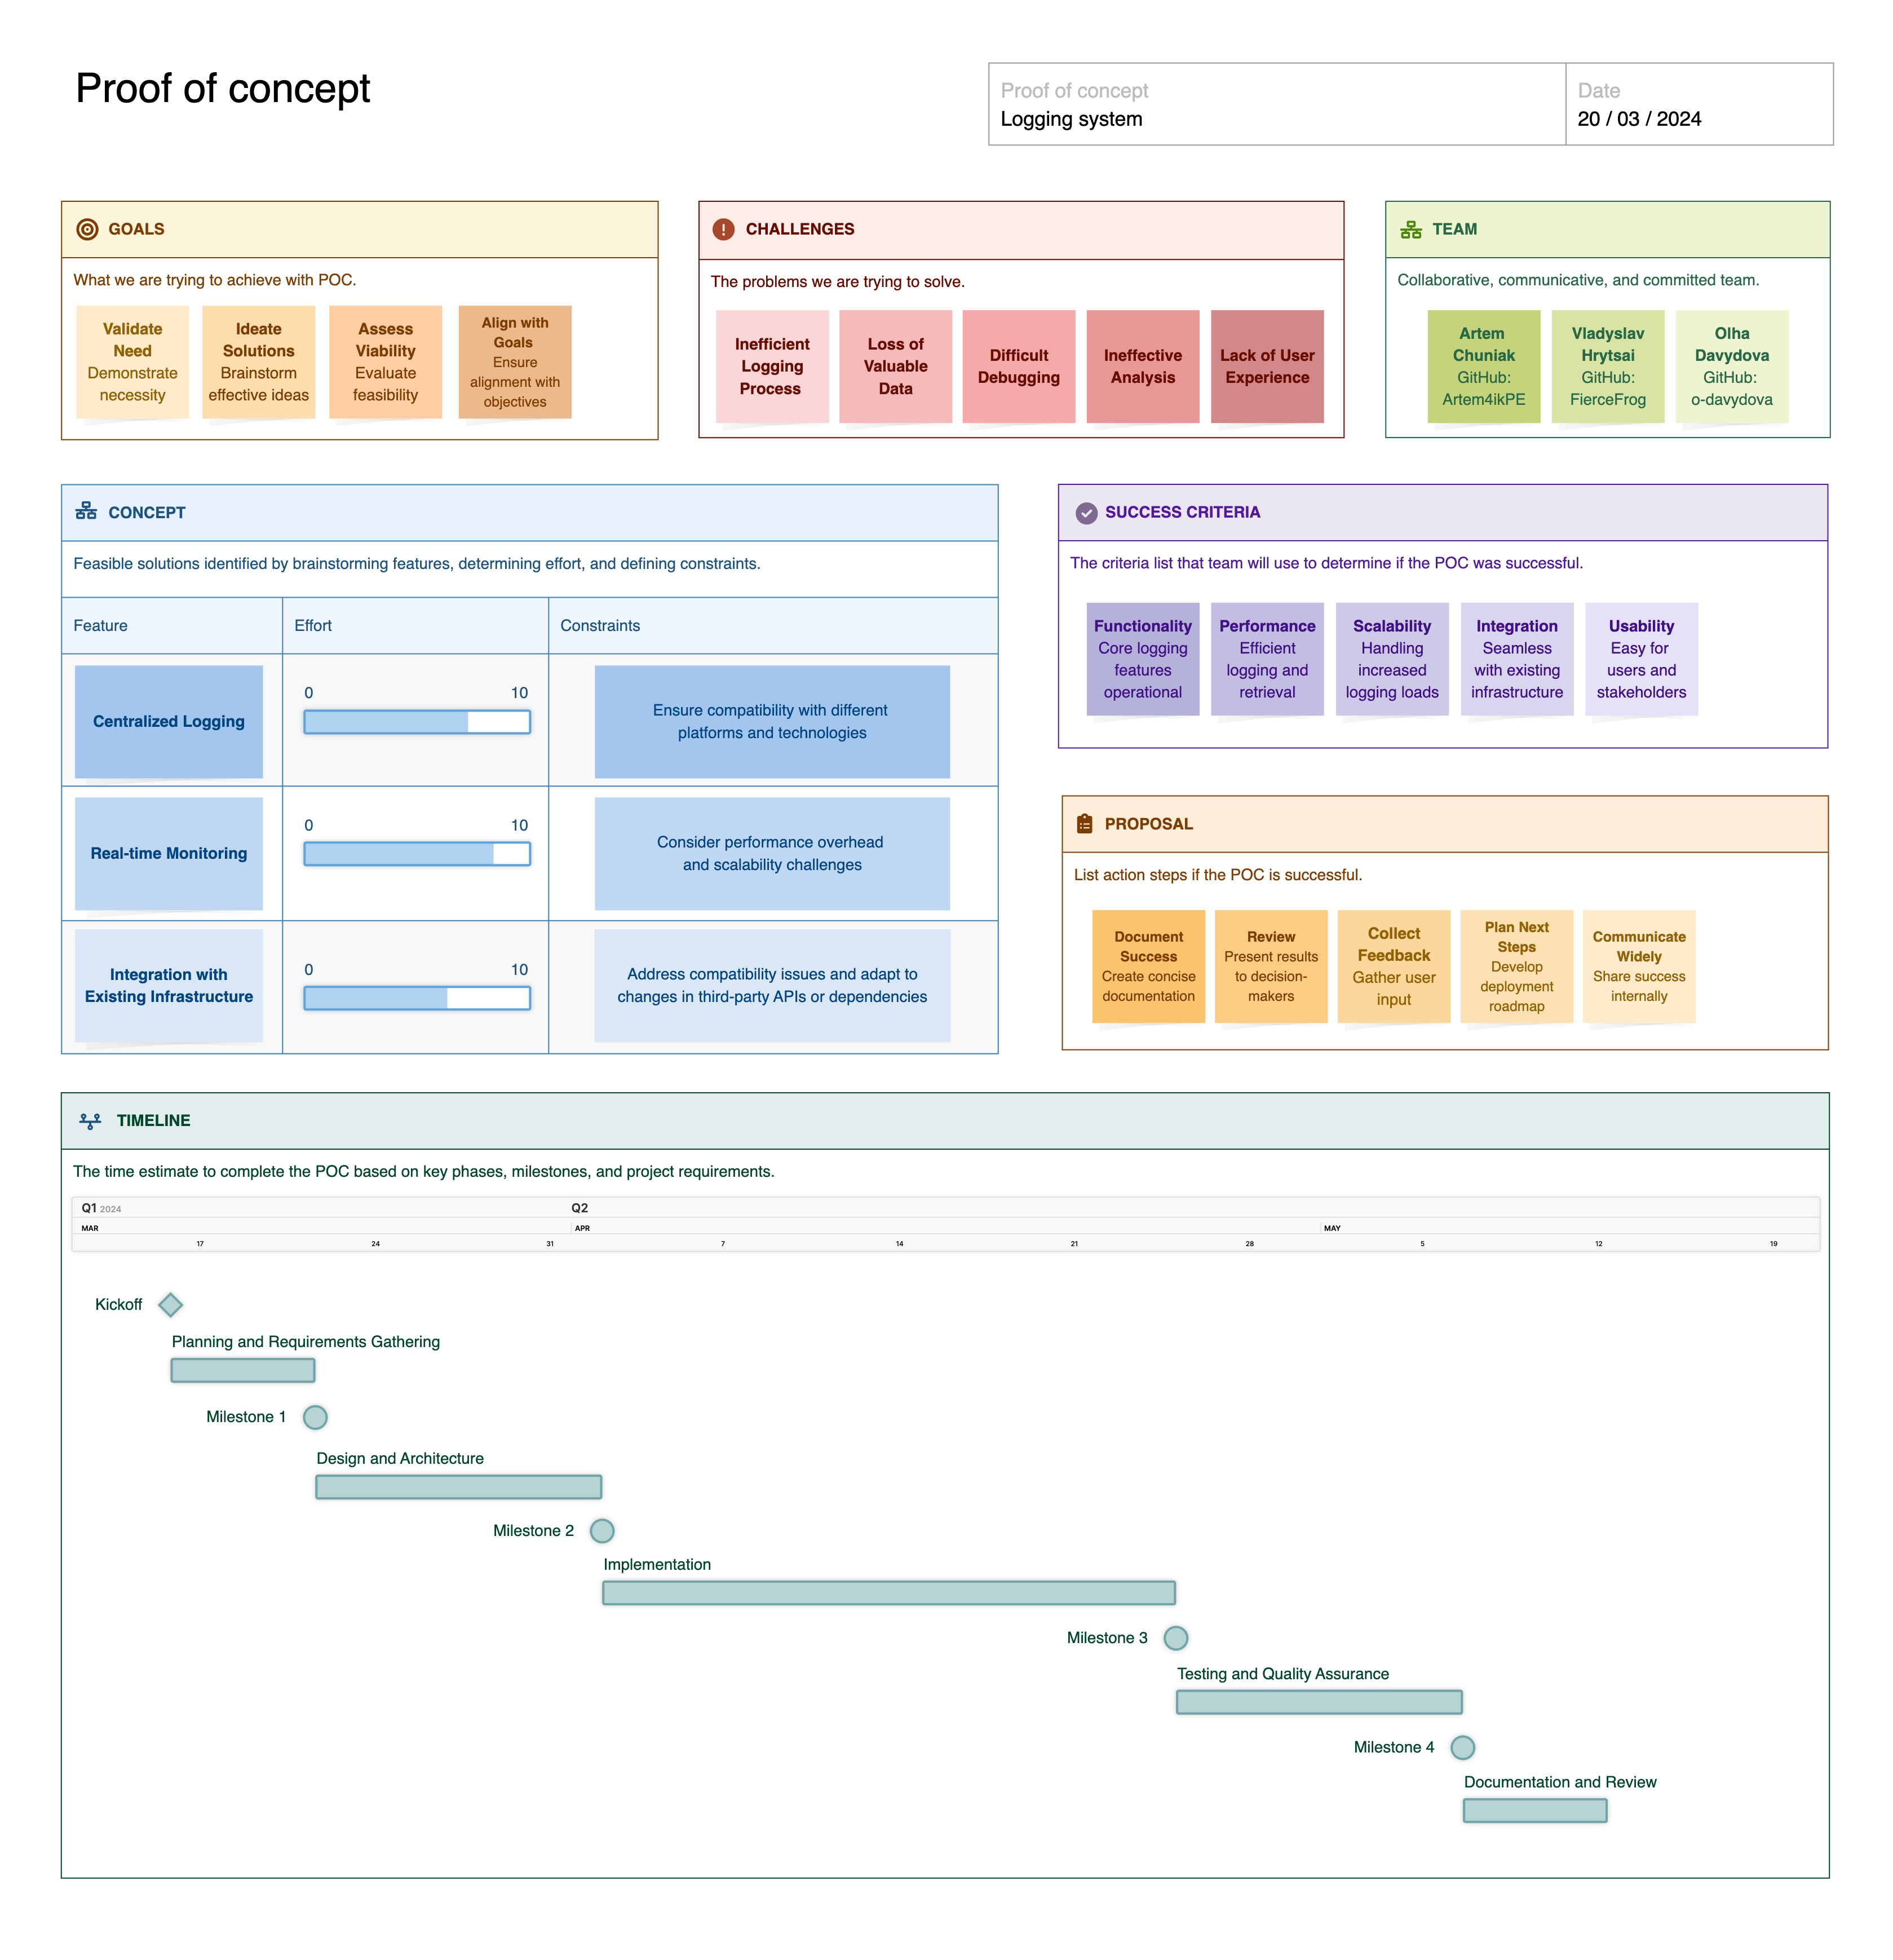 Proof of concept
Proof of concept
Logging system
Date
20 / 03 / 2024
GOALS
What we are trying to achieve with POC.
Validate
Need
Demonstrate
necessity
Ideate
Solutions
Brainstorm
effective ideas
Assess
Viability
Evaluate
feasibility
Align with
Goals
Ensure
alignment with
objectives
CHALLENGES
The problems we are trying to solve.
Inefficient
Logging
Process
Loss of
Valuable
Data
Difficult
Debugging
Ineffective
Analysis
Lack of User
Experience
TEAM
Collaborative, communicative, and committed team.
Artem
Chuniak
GitHub:
Artem4ikPE
Vladyslav
Hrytsai
GitHub:
FierceFrog
Olha
Davydova
GitHub:
o-davydova
CONCEPT
Feasible solutions identified by brainstorming features, determining effort, and defining constraints.
Feature
Effort
Constraints
Centralized Logging
0 10
Ensure compatibility with different
platforms and technologies
Real-time Monitoring
0 10
Consider performance overhead
and scalability challenges
Integration with
Existing Infrastructure
0 10
Address compatibility issues and adapt to
changes in third-party APIs or dependencies
SUCCESS CRITERIA
The criteria list that team will use to determine if the POC was successful.
Functionality
Core logging
features
operational
Performance
Efficient
logging and
retrieval
Scalability
Handling
increased
logging loads
Integration
Seamless
with existing
infrastructure
Usability
Easy for
users and
stakeholders
PROPOSAL
List action steps if the POC is successful.
Document
Success
Create concise
documentation
Review
Present results
to decision-
makers
Collect
Feedback
Gather user
input
Plan Next
Steps
Develop
deployment
roadmap
Communicate
Widely
Share success
internally
TIMELINE
The time estimate to complete the POC based on key phases, milestones, and project requirements.
Q1 2024 Q2
MAR APR MAY
17 24 31 7 14 21 28 5 12 19
Kickoff
Planning and Requirements Gathering
Milestone 1
Design and Architecture
Milestone 2
Implementation
Milestone 3
Testing and Quality Assurance
Milestone 4
Documentation and Review